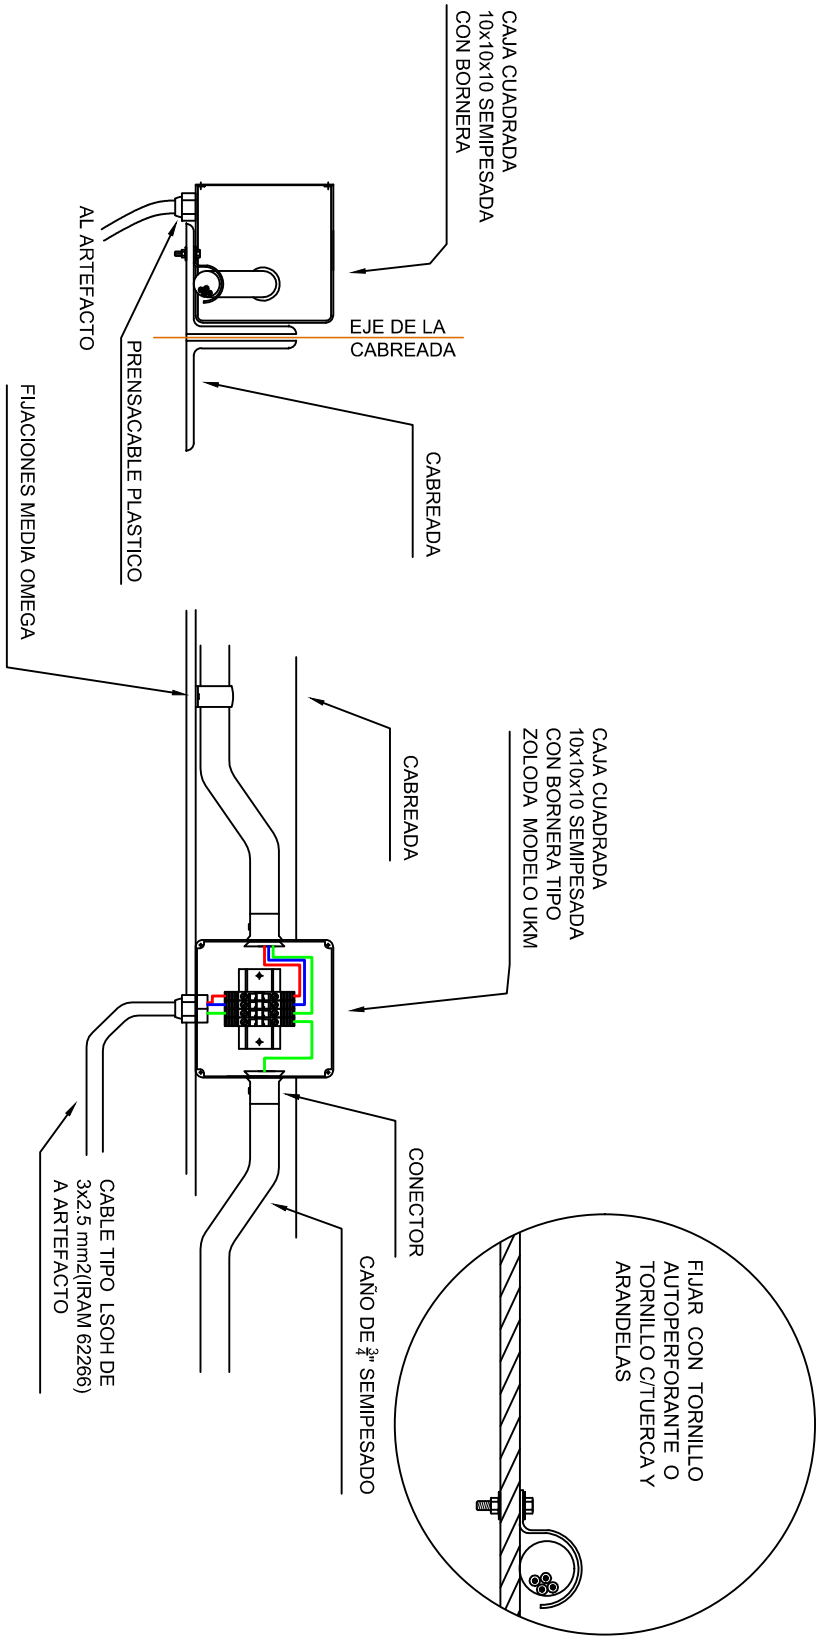 CAJA CUADRADA
10x10x10 SEMIPESADA
CON BORNERA
AL ARTEFACTO
PRENSACABLE PLASTICO
EJE DE LA
CABREADA
CABREADA
FIJACIONES MEDIA OMEGA
CABREADA
CAJA CUADRADA
10x10x10 SEMIPESADA
CON BORNERA TIPO
ZOLODA MODELO UKM
CONECTOR
CAÑO DE 3/4" SEMIPESADO
CABLE TIPO LSOH DE
3x2.5 mm2(IRAM 62266)
A ARTEFACTO
FIJAR CON TORNILLO
AUTOPERFORANTE O
TORNILLO C/TUERCA Y
ARANDELAS